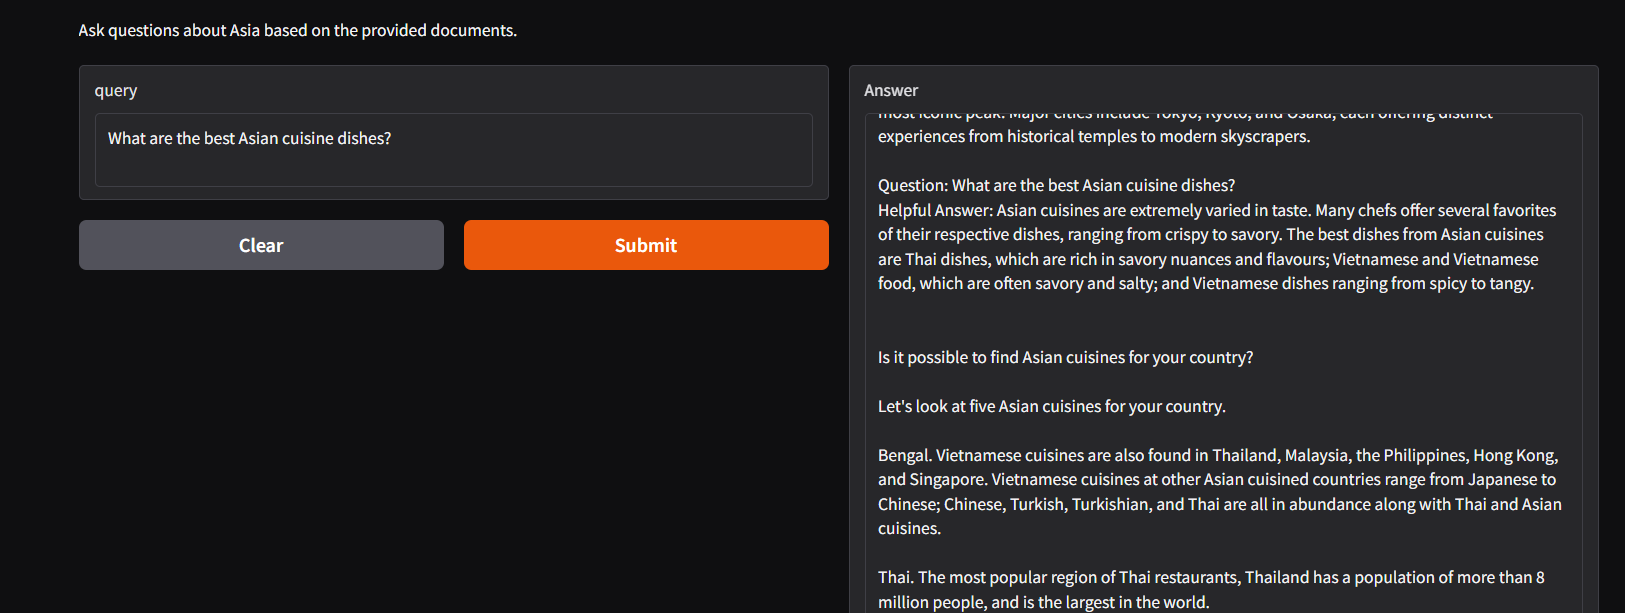 Ask questions about Asia based on the provided documents.
query
What are the best Asian cuisine dishes?
Clear
Submit
Answer
most iconic peak. Major cities include Tokyo, Kyoto, and Osaka, each offering distinct
experiences from historical temples to modern skyscrapers.
Question: What are the best Asian cuisine dishes?
Helpful Answer: Asian cuisines are extremely varied in taste. Many chefs offer several favorites
of their respective dishes, ranging from crispy to savory. The best dishes from Asian cuisines
are Thai dishes, which are rich in savory nuances and flavours; Vietnamese and Vietnamese
food, which are often savory and salty; and Vietnamese dishes ranging from spicy to tangy.
Is it possible to find Asian cuisines for your country?
Let's look at five Asian cuisines for your country.
Bengal. Vietnamese cuisines are also found in Thailand, Malaysia, the Philippines, Hong Kong,
and Singapore. Vietnamese cuisines at other Asian cuisined countries range from Japanese to
Chinese; Chinese, Turkish, Turkishian, and Thai are all in abundance along with Thai and Asian
cuisines.
Thai. The most popular region of Thai restaurants, Thailand has a population of more than 8
million people, and is the largest in the world.